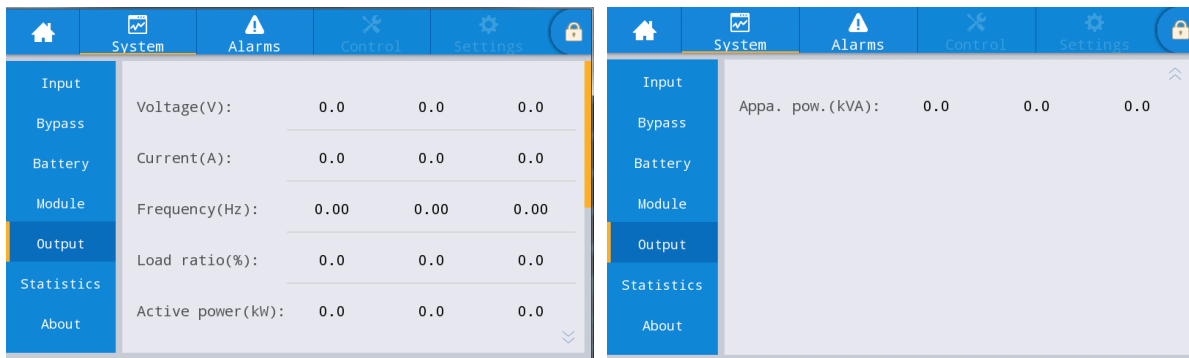 System Alarms Control Settings
Input
Bypass
Battery
Module
Output
Statistics
About
Voltage(V): 0.0 0.0 0.0
Current(A): 0.0 0.0 0.0
Frequency(Hz): 0.00 0.00 0.00
Load ratio(%): 0.0 0.0 0.0
Active power(kW): 0.0 0.0 0.0
System Alarms Control Settings
Input
Bypass
Battery
Module
Output
Statistics
About
Appa. pow.(kVA): 0.0 0.0 0.0